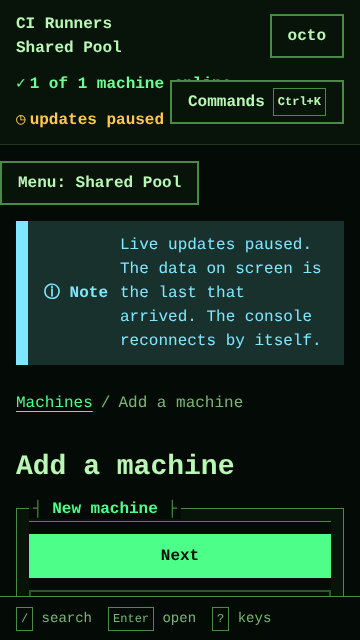 CI Runners
Shared Pool
octo
✓ 1 of 1 machine online
Commands Ctrl+K
◷ updates paused
Menu: Shared Pool
ⓘ Note
Live updates paused.
The data on screen is
the last that
arrived. The console
reconnects by itself.
Machines / Add a machine
Add a machine
New machine
Next
/ search Enter open ? keys